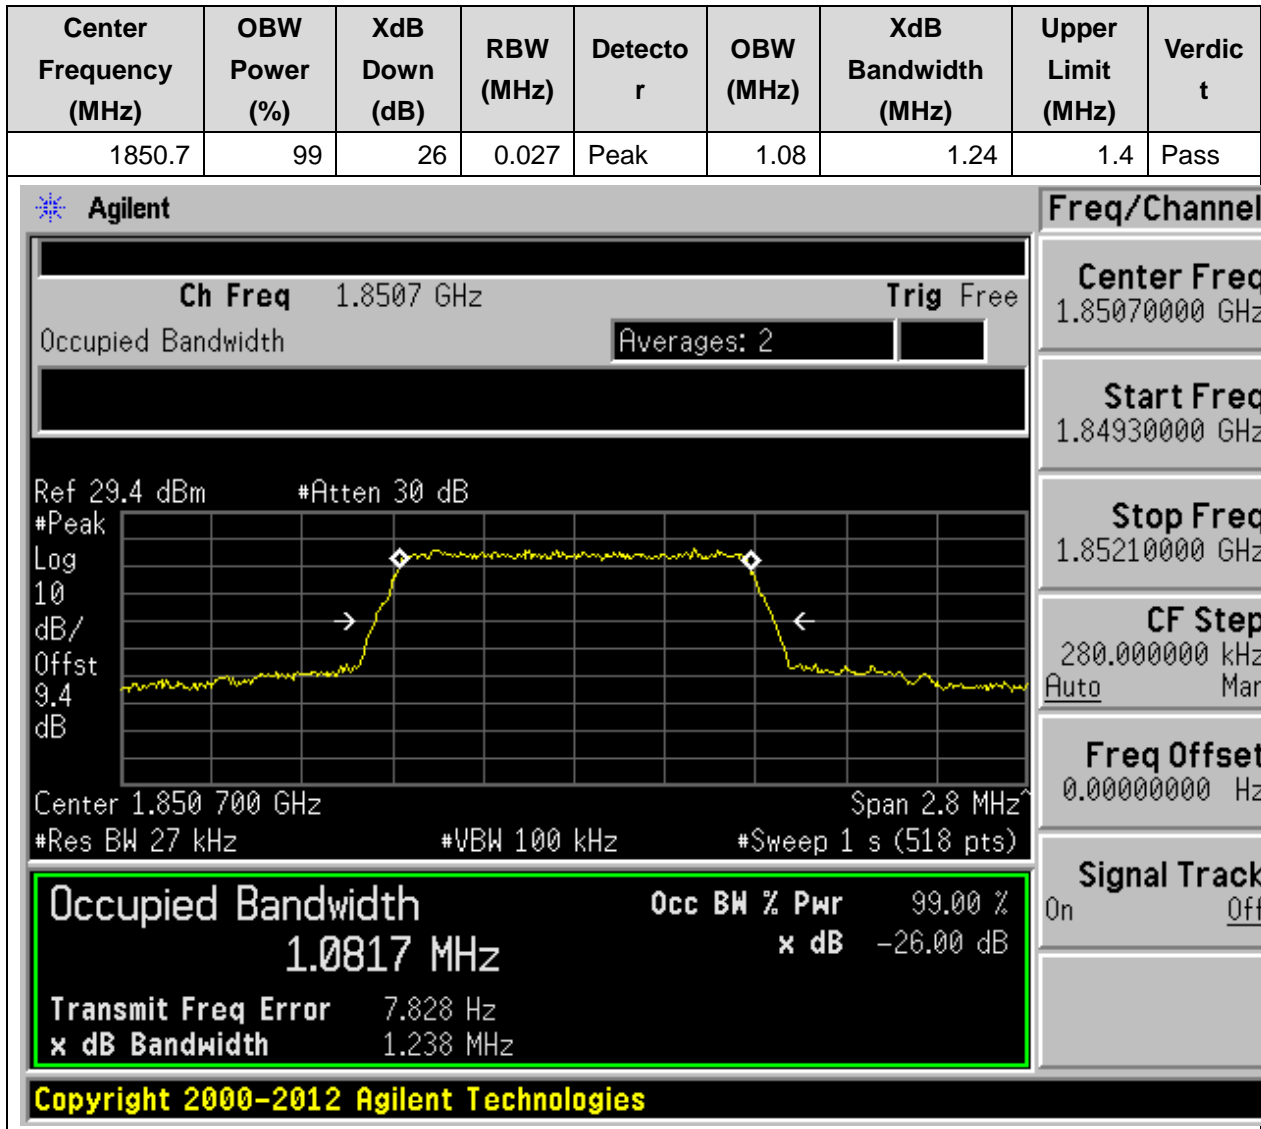 Center Frequency (MHz) OBW Power (%) XdB Down (dB) RBW (MHz) Detector OBW (MHz) XdB Bandwidth (MHz) Upper Limit (MHz) Verdict
1850.7 99 26 0.027 Peak 1.08 1.24 1.4 Pass
Agilent
Freq/Channel
Ch Freq 1.8507 GHz Trig Free
Occupied Bandwidth Averages: 2
Center Freq
1.85070000 GHz
Start Freq
1.84930000 GHz
Stop Freq
1.85210000 GHz
CF Step
280.000000 kHz
Auto Man
Freq Offset
0.00000000 Hz
Signal Track
On Off
Ref 29.4 dBm #Atten 30 dB
#Peak
Log
10
dB/
Offst
9.4
dB
Center 1.850 700 GHz Span 2.8 MHz^
#Res BW 27 kHz #VBW 100 kHz #Sweep 1 s (518 pts)
Occupied Bandwidth Occ BW % Pwr 99.00 %
1.0817 MHz x dB -26.00 dB
Transmit Freq Error 7.828 Hz
x dB Bandwidth 1.238 MHz
Copyright 2000-2012 Agilent Technologies